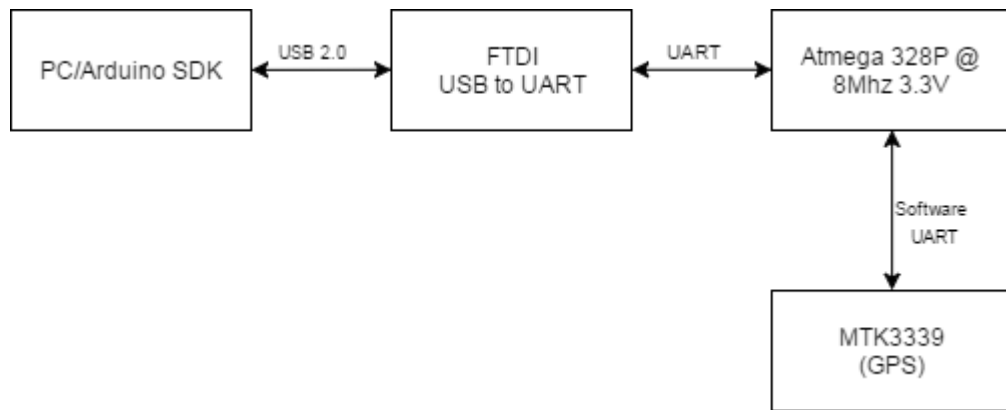 PC/Arduino SDK
USB 2.0
FTDI
USB to UART
UART
Atmega 328P @
8Mhz 3.3V
Software
UART
MTK3339
(GPS)